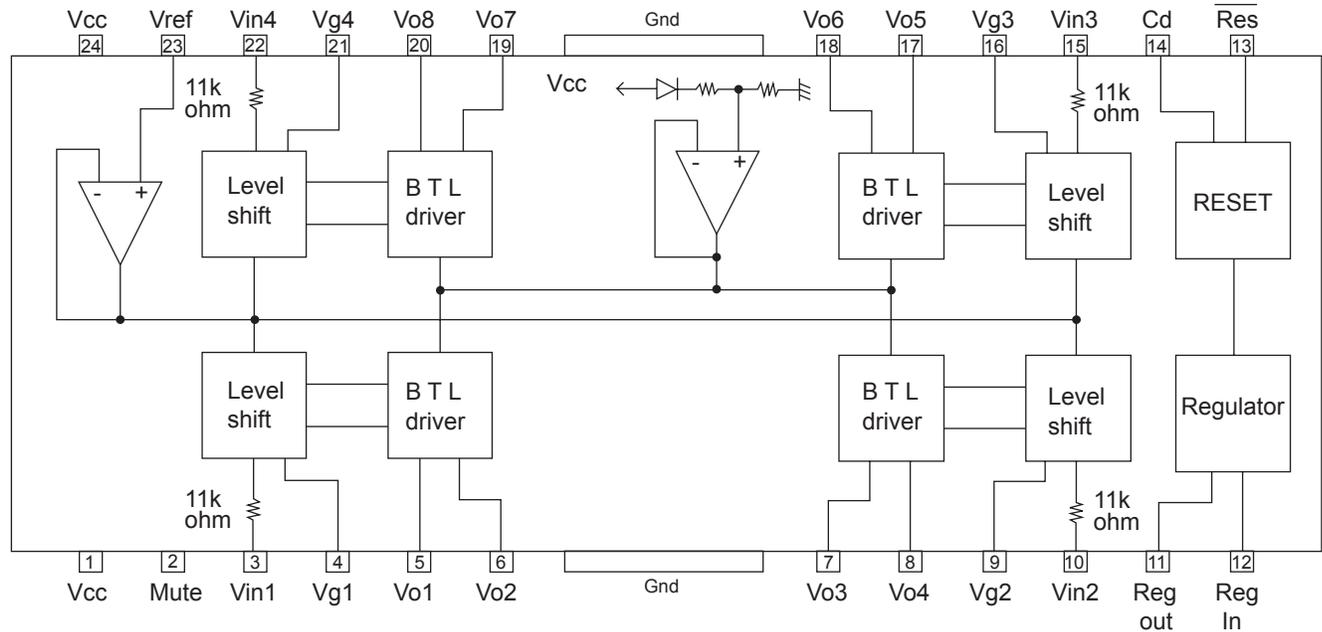 Vcc Vref Vin4 Vg4 Vo8 Vo7 Gnd Vo6 Vo5 Vg3 Vin3 Cd Res
24 23 22 21 20 19 18 17 16 15 14 13
11k
ohm
Vcc
11k
ohm
- +
Level
shift
B T L
driver
- +
B T L
driver
Level
shift
RESET
Level
shift
B T L
driver
B T L
driver
Level
shift
Regulator
11k
ohm
11k
ohm
1 2 3 4 5 6 7 8 9 10 11 12
Vcc Mute Vin1 Vg1 Vo1 Vo2 Gnd Vo3 Vo4 Vg2 Vin2 Reg Reg
out In